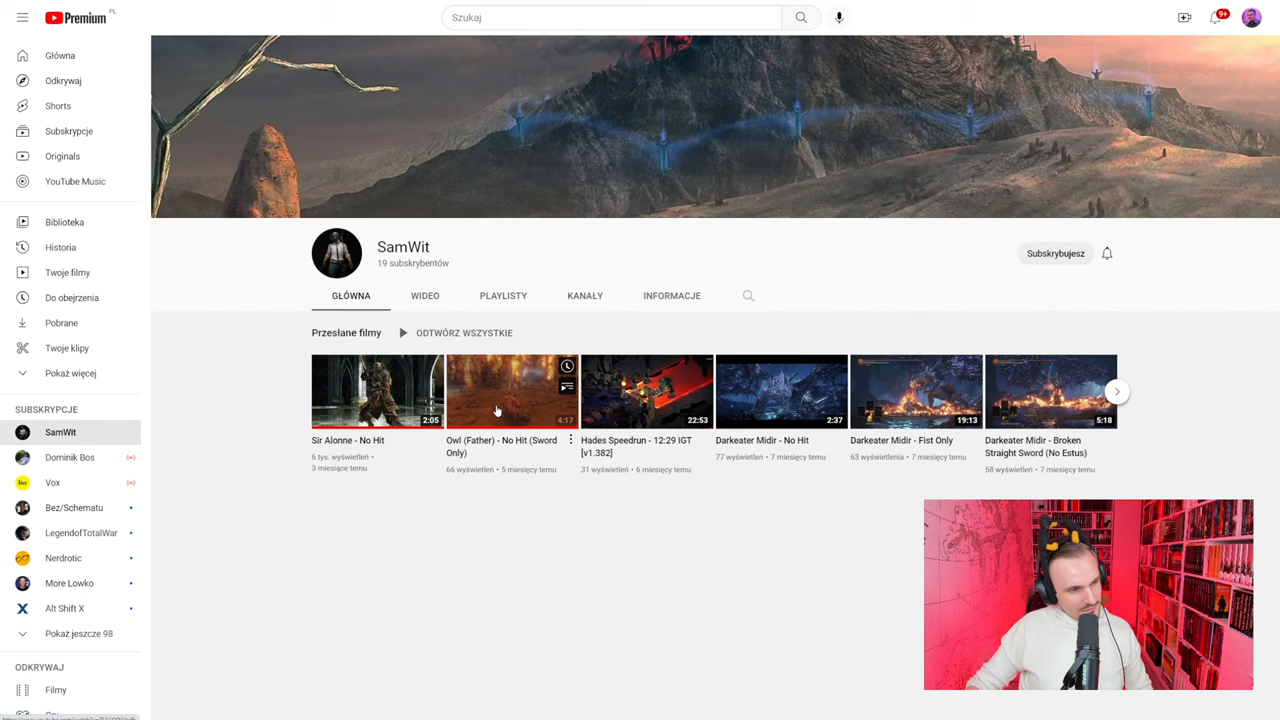 Premium PL
Szukaj
9+
Główna
Odkrywaj
Shorts
Subskrypcje
Originals
YouTube Music
Biblioteka
Historia
Twoje filmy
Do obejrzenia
Pobrane
Twoje klipy
Pokaż więcej
SUBSKRYPCJE
SamWit
Dominik Bos
Vox
Bez/Schematu
LegendofTotalWar
Nerdrotic
More Lowko
Alt Shift X
Pokaż jeszcze 98
ODKRYWAJ
Filmy
SamWit
19 subskrybentów
Subskrybujesz
GŁÓWNA WIDEO PLAYLISTY KANAŁY INFORMACJE
Przesłane filmy ODTWÓRZ WSZYSTKIE
2:05
Sir Alonne - No Hit
6 tys. wyświetleń •
3 miesiące temu
4:17
Owl (Father) - No Hit (Sword
Only)
66 wyświetleń • 5 miesięcy temu
22:53
Hades Speedrun - 12:29 IGT
[v1.382]
31 wyświetleń • 6 miesięcy temu
2:37
Darkeater Midir - No Hit
77 wyświetleń • 7 miesięcy temu
19:13
Darkeater Midir - Fist Only
63 wyświetlenia • 7 miesięcy temu
5:18
Darkeater Midir - Broken
Straight Sword (No Estus)
58 wyświetleń • 7 miesięcy temu